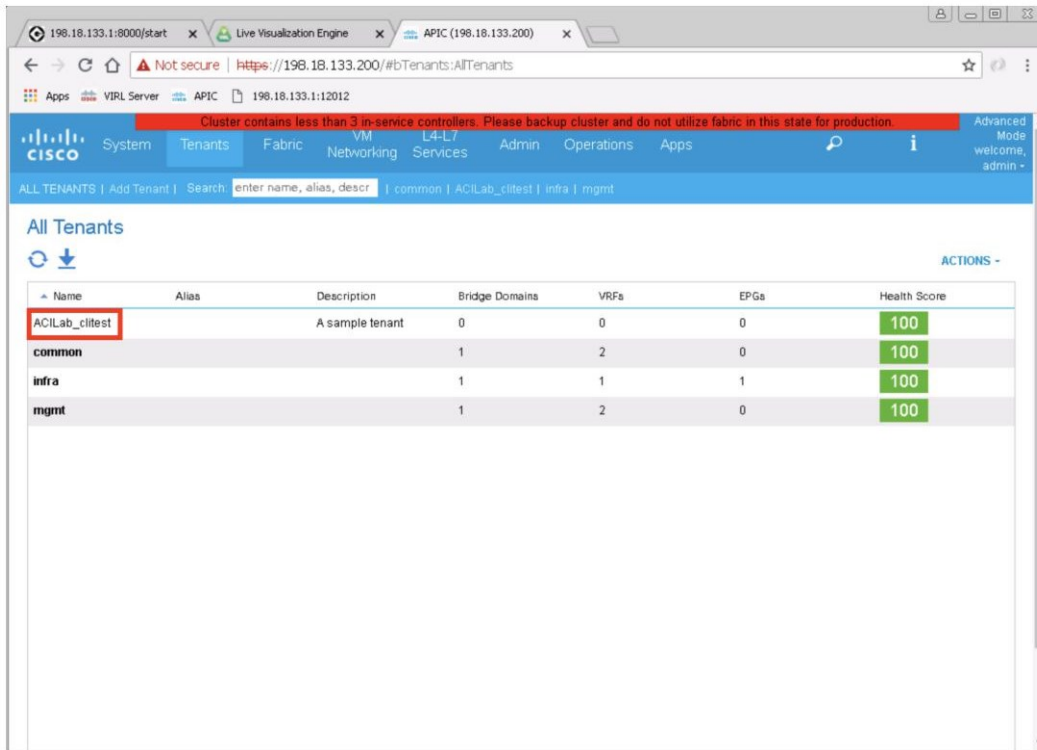 198.18.133.1:8000/start Live Visualization Engine APIC (198.18.133.200)
Not secure | https://198.18.133.200/#bTenants:AllTenants
Apps VIRL Server APIC 198.18.133.1:12012
Cluster contains less than 3 in-service controllers. Please backup cluster and do not utilize fabric in this state for production.
CISCO System Tenants Fabric VM Networking L4-L7 Services Admin Operations Apps i Advanced Mode welcome, admin
ALL TENANTS | Add Tenant | Search: enter name, alias, descr | common | ACILab_clitest | infra | mgmt
All Tenants
ACTIONS
Name Alias Description Bridge Domains VRFs EPGs Health Score
ACILab_clitest A sample tenant 0 0 0 100
common 1 2 0 100
infra 1 1 1 100
mgmt 1 2 0 100